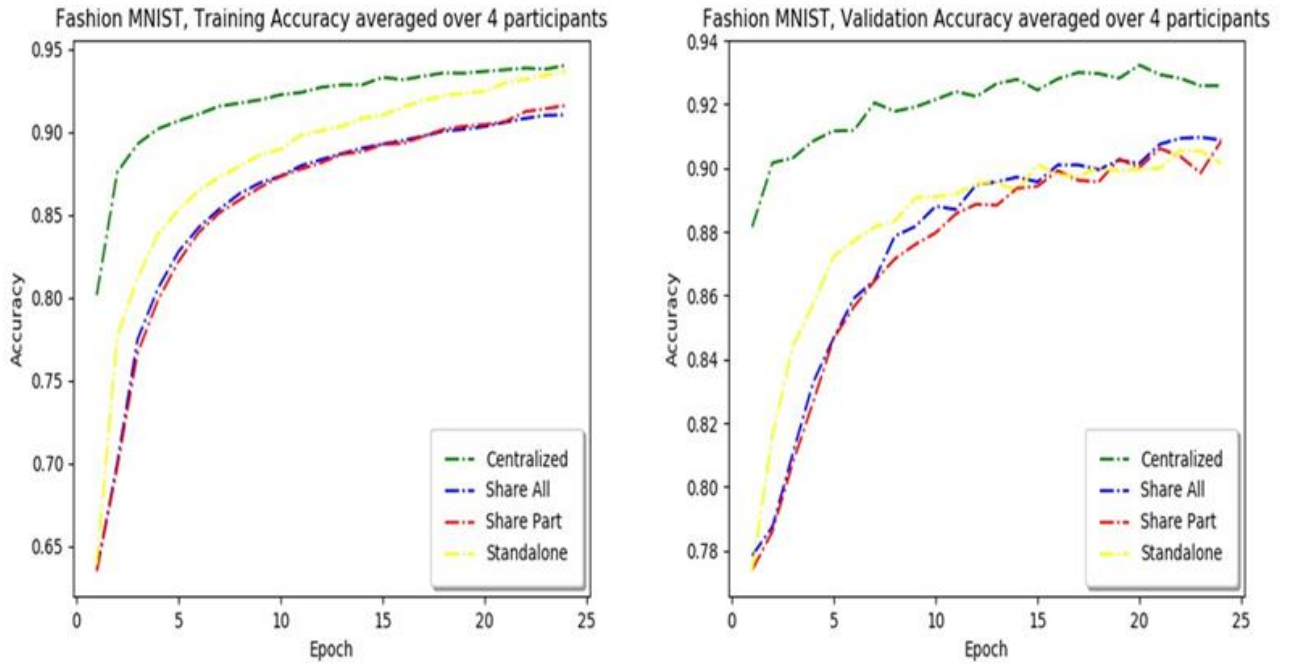 Fashion MNIST, Training Accuracy averaged over 4 participants
0.95
0.90
0.85
0.80
0.75
0.70
0.65
Accuracy
0 5 10 15 20 25
Epoch
Centralized
Share All
Share Part
Standalone
Fashion MNIST, Validation Accuracy averaged over 4 participants
0.94
0.92
0.90
0.88
0.86
0.84
0.82
0.80
0.78
Accuracy
0 5 10 15 20 25
Epoch
Centralized
Share All
Share Part
Standalone